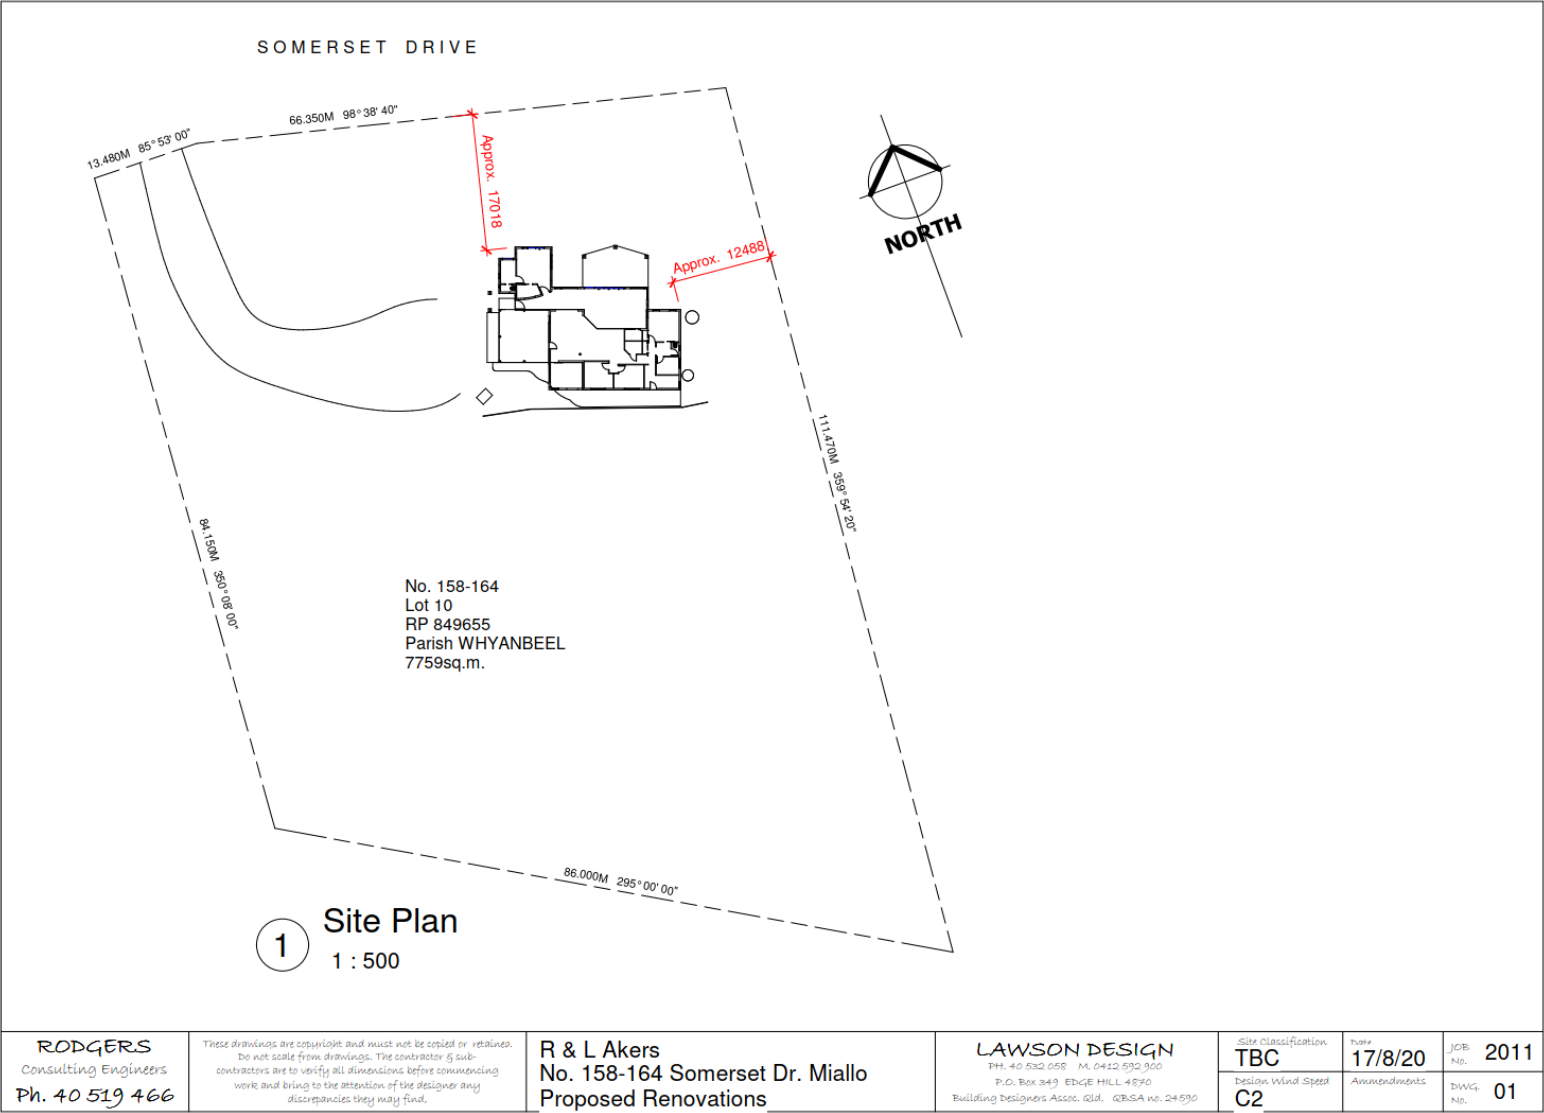 SOMERSET DRIVE
13.480M 85°53'00"
66.350M 98°38'40"
Approx. 17018
Approx. 12488
NORTH
111.470M 359°54'20"
84.150M 350°08'00"
No. 158-164
Lot 10
RP 849655
Parish WHYANBEEL
7759sq.m.
86.000M 295°00'00"
1
Site Plan
1 : 500
RODGERS
Consulting Engineers
Ph. 40 519 466
These drawings are copyright and must not be copied or retained.
Do not scale from drawings. The contractor & sub-
contractors are to verify all dimensions before commencing
work and bring to the attention of the designer any
discrepancies they may find.
R & L Akers
No. 158-164 Somerset Dr. Miallo
Proposed Renovations
LAWSON DESIGN
PH. 40 532 058 M. 0412 592 900
P.O. Box 349 EDGE HILL 4870
Building Designers Assoc. Qld. QBSA no. 24590
Site Classification
TBC
Design Wind Speed
C2
Date
17/8/20
Ammendments
JOB
No.
2011
DWG.
No.
01